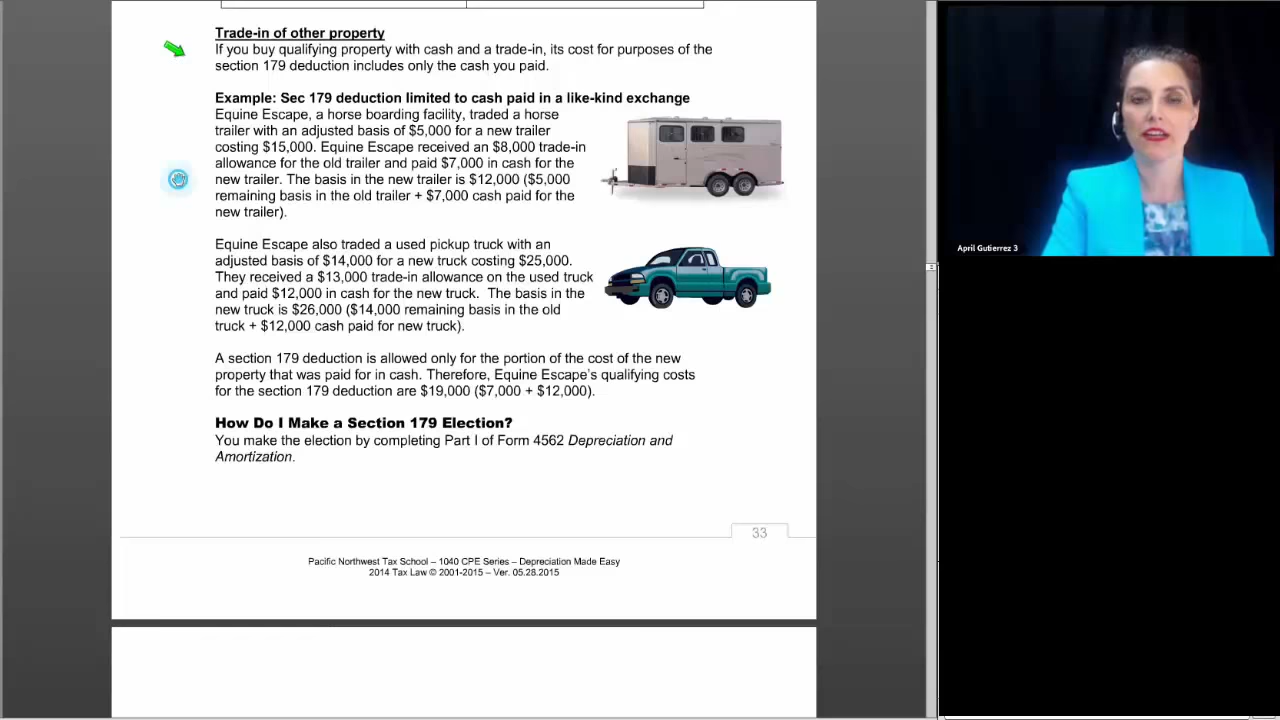 Trade-in of other property
If you buy qualifying property with cash and a trade-in, its cost for purposes of the
section 179 deduction includes only the cash you paid.
Example: Sec 179 deduction limited to cash paid in a like-kind exchange
Equine Escape, a horse boarding facility, traded a horse
trailer with an adjusted basis of $5,000 for a new trailer
costing $15,000. Equine Escape received an $8,000 trade-in
allowance for the old trailer and paid $7,000 in cash for the
new trailer. The basis in the new trailer is $12,000 ($5,000
remaining basis in the old trailer + $7,000 cash paid for the
new trailer).
Equine Escape also traded a used pickup truck with an
adjusted basis of $14,000 for a new truck costing $25,000.
They received a $13,000 trade-in allowance on the used truck
and paid $12,000 in cash for the new truck.  The basis in the
new truck is $26,000 ($14,000 remaining basis in the old
truck + $12,000 cash paid for new truck).
A section 179 deduction is allowed only for the portion of the cost of the new
property that was paid for in cash. Therefore, Equine Escape's qualifying costs
for the section 179 deduction are $19,000 ($7,000 + $12,000).
How Do I Make a Section 179 Election?
You make the election by completing Part I of Form 4562 Depreciation and
Amortization.
33
Pacific Northwest Tax School – 1040 CPE Series – Depreciation Made Easy
2014 Tax Law © 2001-2015 – Ver. 05.28.2015
April Gutierrez 3